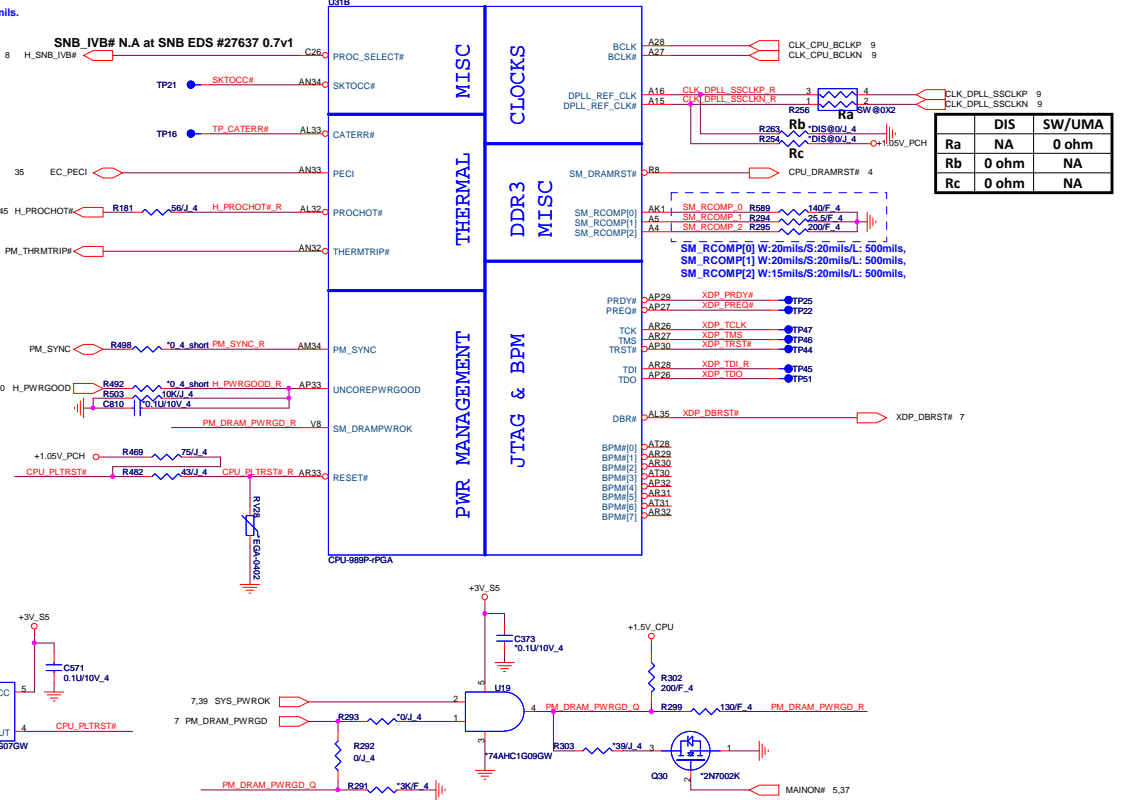 mils.
U31B
SNB_IVB# N.A at SNB EDS #27637 0.7v1
8 H_SNB_IVB# C26 PROC_SELECT#
TP21 SKTOCC# AN34 SKTOCC#
TP16 TP_CATERR# AL33 CATERR#
35 EC_PECI AN33 PECI
45 H_PROCHOT# R181 56/J_4 H_PROCHOT#_R AL32 PROCHOT#
PM_THRMTRIP# AN32 THERMTRIP#
PM_SYNC R498 *0_4_short PM_SYNC_R AM34 PM_SYNC
0 H_PWRGOOD R492 *0_4_short H_PWRGOOD_R AP33 UNCOREPWRGOOD
R503 10K/J_4
C810 *0.1U/10V_4
PM_DRAM_PWRGD_R V8 SM_DRAMPWROK
+1.05V_PCH R469 75/J_4
CPU_PLTRST# R482 43/J_4 CPU_PLTRST#_R AR33 RESET#
RV28
*EGA-0402
CPU-989P-rPGA
MISC
THERMAL
PWR MANAGEMENT
CLOCKS
DDR3
MISC
JTAG & BPM
BCLK A28 CLK_CPU_BCLKP 9
BCLK# A27 CLK_CPU_BCLKN 9
DPLL_REF_CLK A16 CLK_DPLL_SSCLKP_R 3 4 CLK_DPLL_SSCLKP 9
DPLL_REF_CLK# A15 CLK_DPLL_SSCLKN_R 1 2 CLK_DPLL_SSCLKN 9
R256 Ra SW@0X2
Rb
R263 *DIS@0/J_4
R254 *DIS@0/J_4 +1.05V_PCH
Rc
DIS SW/UMA
Ra NA 0 ohm
Rb 0 ohm NA
Rc 0 ohm NA
SM_DRAMRST# R8 CPU_DRAMRST# 4
SM_RCOMP[0] AK1 SM_RCOMP_0 R589 140/F_4
SM_RCOMP[1] A5 SM_RCOMP_1 R294 25.5/F_4
SM_RCOMP[2] A4 SM_RCOMP_2 R295 200/F_4
SM_RCOMP[0] W:20mils/S:20mils/L: 500mils,
SM_RCOMP[1] W:20mils/S:20mils/L: 500mils,
SM_RCOMP[2] W:15mils/S:20mils/L: 500mils,
PRDY# AP29 XDP_PRDY# TP25
PREQ# AP27 XDP_PREQ# TP22
TCK AR26 XDP_TCLK TP47
TMS AR27 XDP_TMS TP46
TRST# AP30 XDP_TRST# TP44
TDI AR28 XDP_TDI_R TP45
TDO AP26 XDP_TDO TP51
DBR# AL35 XDP_DBRST# XDP_DBRST# 7
BPM#[0] AT28
BPM#[1] AR29
BPM#[2] AR30
BPM#[3] AT30
BPM#[4] AP32
BPM#[5] AR31
BPM#[6] AT31
BPM#[7] AR32
+3V_S5
C571
0.1U/10V_4
CC 5
UT 4 CPU_PLTRST#
G07GW
+3V_S5
C373
*0.1U/10V_4
5
U19
7,39 SYS_PWROK 2
7 PM_DRAM_PWRGD R293 *0/J_4 1
4 PM_DRAM_PWRGD_Q R299 130/F_4 PM_DRAM_PWRGD_R
3
*74AHC1G09GW
R292
0/J_4
PM_DRAM_PWRGD_Q R291 *3K/F_4
+1.5V_CPU
R302
200/F_4
R303 *39/J_4 3 1
Q30 2 *2N7002K
MAINON# 5,37